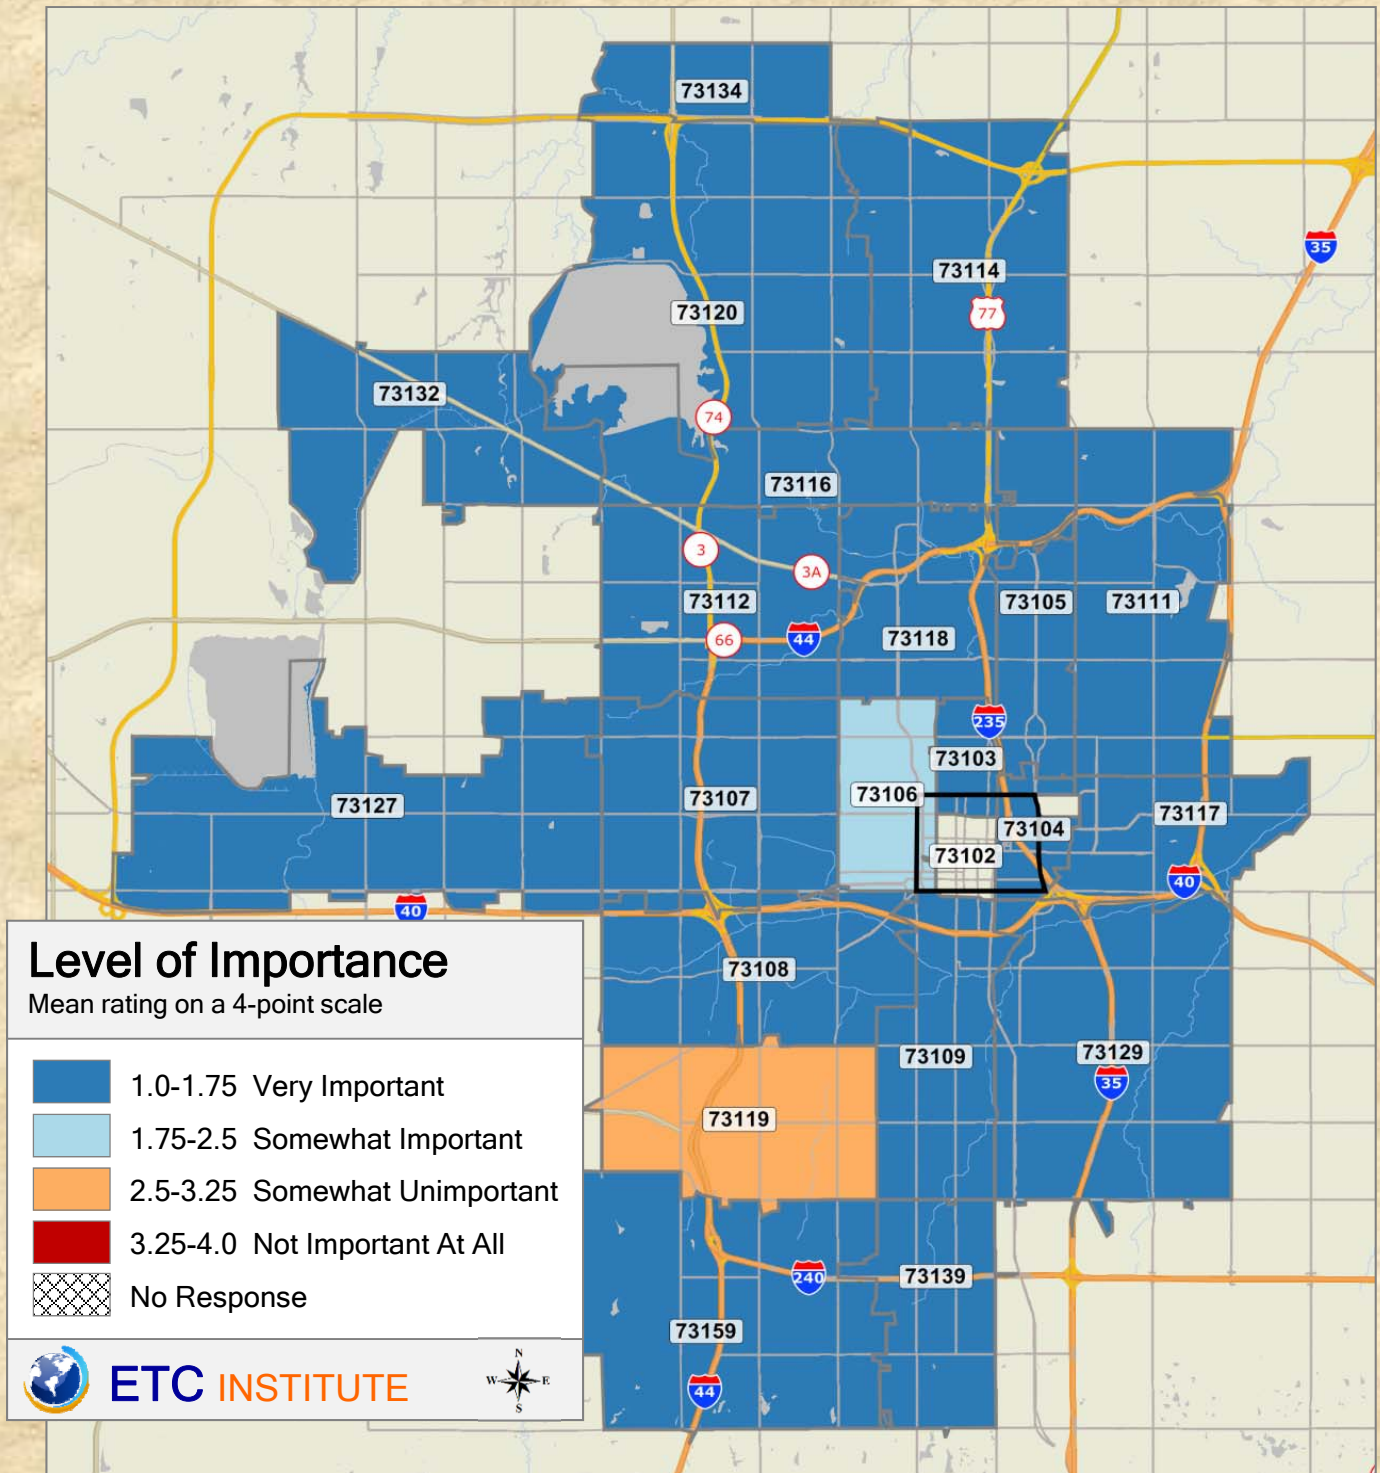 73134
35
73114
77
73120
73132
74
73116
3
3A
73112
73105
73111
66
44
73118
235
73103
73106
73107
73127
73117
73104
73102
40
40
73108
73109
73129
35
73119
240
73139
73159
44
Level of Importance
Mean rating on a 4-point scale
1.0-1.75 Very Important
1.75-2.5 Somewhat Important
2.5-3.25 Somewhat Unimportant
3.25-4.0 Not Important At All
No Response
ETC INSTITUTE
N
W E
S